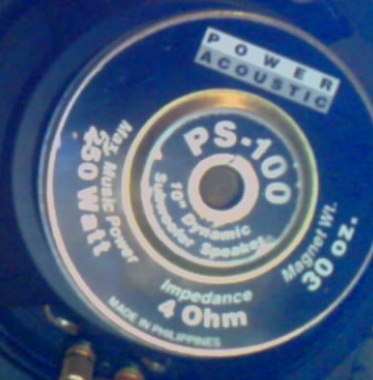 POWER
ACOUSTIC
PS-100
10" Dynamic
Subwoofer Speaker
Max. Music Power
250 Watt
Magnet Wt.
30 oz.
Impedance
4 Ohm
MADE IN PHILIPPINES